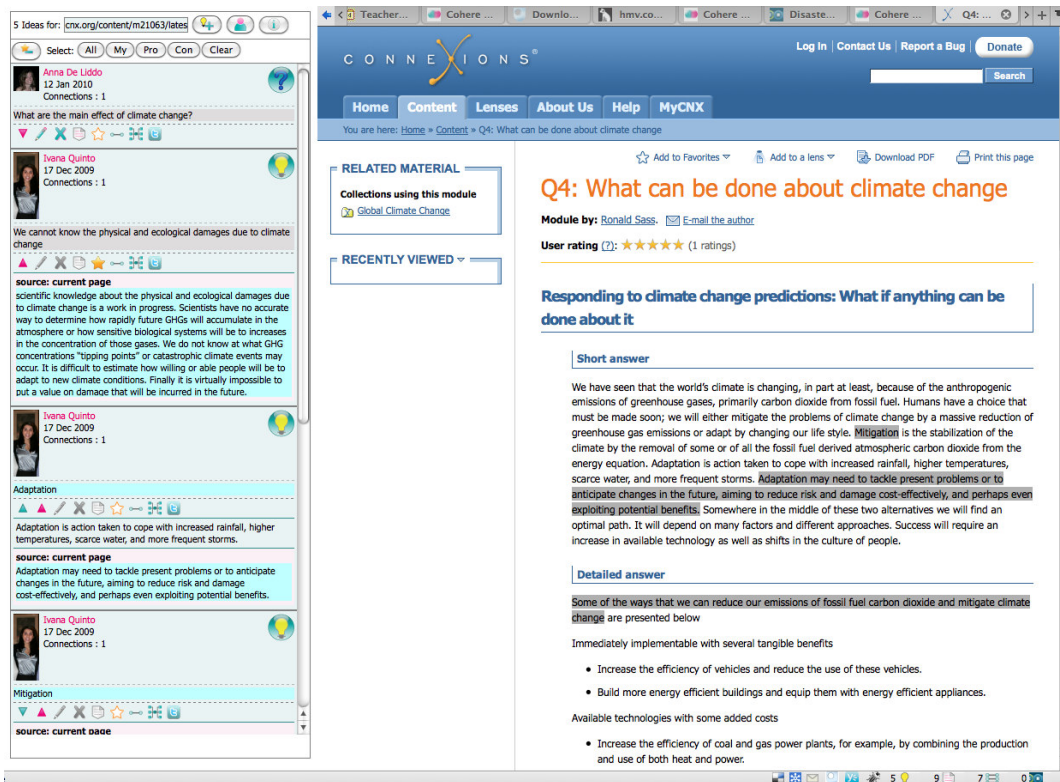 5 Ideas for: cnx.org/content/m21063/lates
Select: All My Pro Con Clear
Anna De Liddo
12 Jan 2010
Connections : 1
What are the main effect of climate change?
Ivana Quinto
17 Dec 2009
Connections : 1
We cannot know the physical and ecological damages due to climate
change
source: current page
scientific knowledge about the physical and ecological damages due
to climate change is a work in progress. Scientists have no accurate
way to determine how rapidly future GHGs will accumulate in the
atmosphere or how sensitive biological systems will be to increases
in the concentration of those gases. We do not know at what GHG
concentrations "tipping points" or catastrophic climate events may
occur. It is difficult to estimate how willing or able people will be to
adapt to new climate conditions. Finally it is virtually impossible to
put a value on damage that will be incurred in the future.
Ivana Quinto
17 Dec 2009
Connections : 1
Adaptation
Adaptation is action taken to cope with increased rainfall, higher
temperatures, scarce water, and more frequent storms.
source: current page
Adaptation may need to tackle present problems or to anticipate
changes in the future, aiming to reduce risk and damage
cost-effectively, and perhaps even exploiting potential benefits.
Ivana Quinto
17 Dec 2009
Connections : 1
Mitigation
source: current page
Teacher... Cohere ... Downlo... hmv.co... Cohere ... Disaste... Cohere ... Q4: ...
CONNEXIONS®
Log In | Contact Us | Report a Bug | Donate
Search
Home Content Lenses About Us Help MyCNX
You are here: Home » Content » Q4: What can be done about climate change
RELATED MATERIAL
Collections using this module
Global Climate Change
RECENTLY VIEWED
Add to Favorites Add to a lens Download PDF Print this page
Q4: What can be done about climate change
Module by: Ronald Sass. E-mail the author
User rating (?): (1 ratings)
Responding to climate change predictions: What if anything can be
done about it
Short answer
We have seen that the world's climate is changing, in part at least, because of the anthropogenic
emissions of greenhouse gases, primarily carbon dioxide from fossil fuel. Humans have a choice that
must be made soon; we will either mitigate the problems of climate change by a massive reduction of
greenhouse gas emissions or adapt by changing our life style. Mitigation is the stabilization of the
climate by the removal of some or of all the fossil fuel derived atmospheric carbon dioxide from the
energy equation. Adaptation is action taken to cope with increased rainfall, higher temperatures,
scarce water, and more frequent storms. Adaptation may need to tackle present problems or to
anticipate changes in the future, aiming to reduce risk and damage cost-effectively, and perhaps even
exploiting potential benefits. Somewhere in the middle of these two alternatives we will find an
optimal path. It will depend on many factors and different approaches. Success will require an
increase in available technology as well as shifts in the culture of people.
Detailed answer
Some of the ways that we can reduce our emissions of fossil fuel carbon dioxide and mitigate climate
change are presented below
Immediately implementable with several tangible benefits
• Increase the efficiency of vehicles and reduce the use of these vehicles.
• Build more energy efficient buildings and equip them with energy efficient appliances.
Available technologies with some added costs
• Increase the efficiency of coal and gas power plants, for example, by combining the production
and use of both heat and power.
5 9 7 0